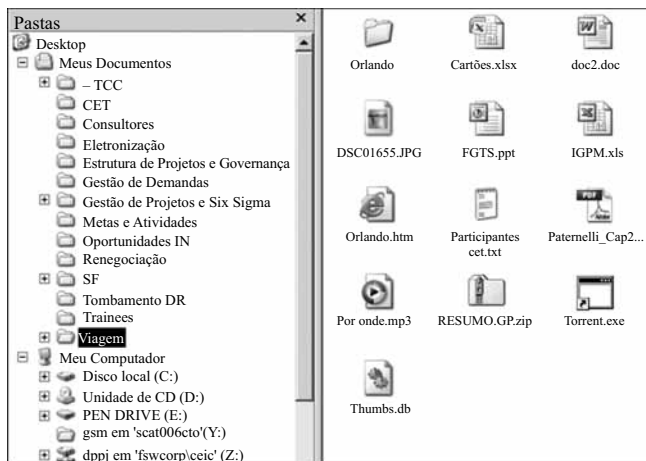 Pastas
Desktop
Meus Documentos
– TCC
CET
Consultores
Eletronização
Estrutura de Projetos e Governança
Gestão de Demandas
Gestão de Projetos e Six Sigma
Metas e Atividades
Oportunidades IN
Renegociação
SF
Tombamento DR
Trainees
Viagem
Meu Computador
Disco local (C:)
Unidade de CD (D:)
PEN DRIVE (E:)
gsm em 'scat006cto'(Y:)
dppj em 'fswcorp\ceic' (Z:)
Orlando
Cartões.xlsx
doc2.doc
DSC01655.JPG
FGTS.ppt
IGPM.xls
Orlando.htm
Participantes
cet.txt
PDF
Paternelli_Cap2...
Por onde.mp3
RESUMO.GP.zip
Torrent.exe
Thumbs.db